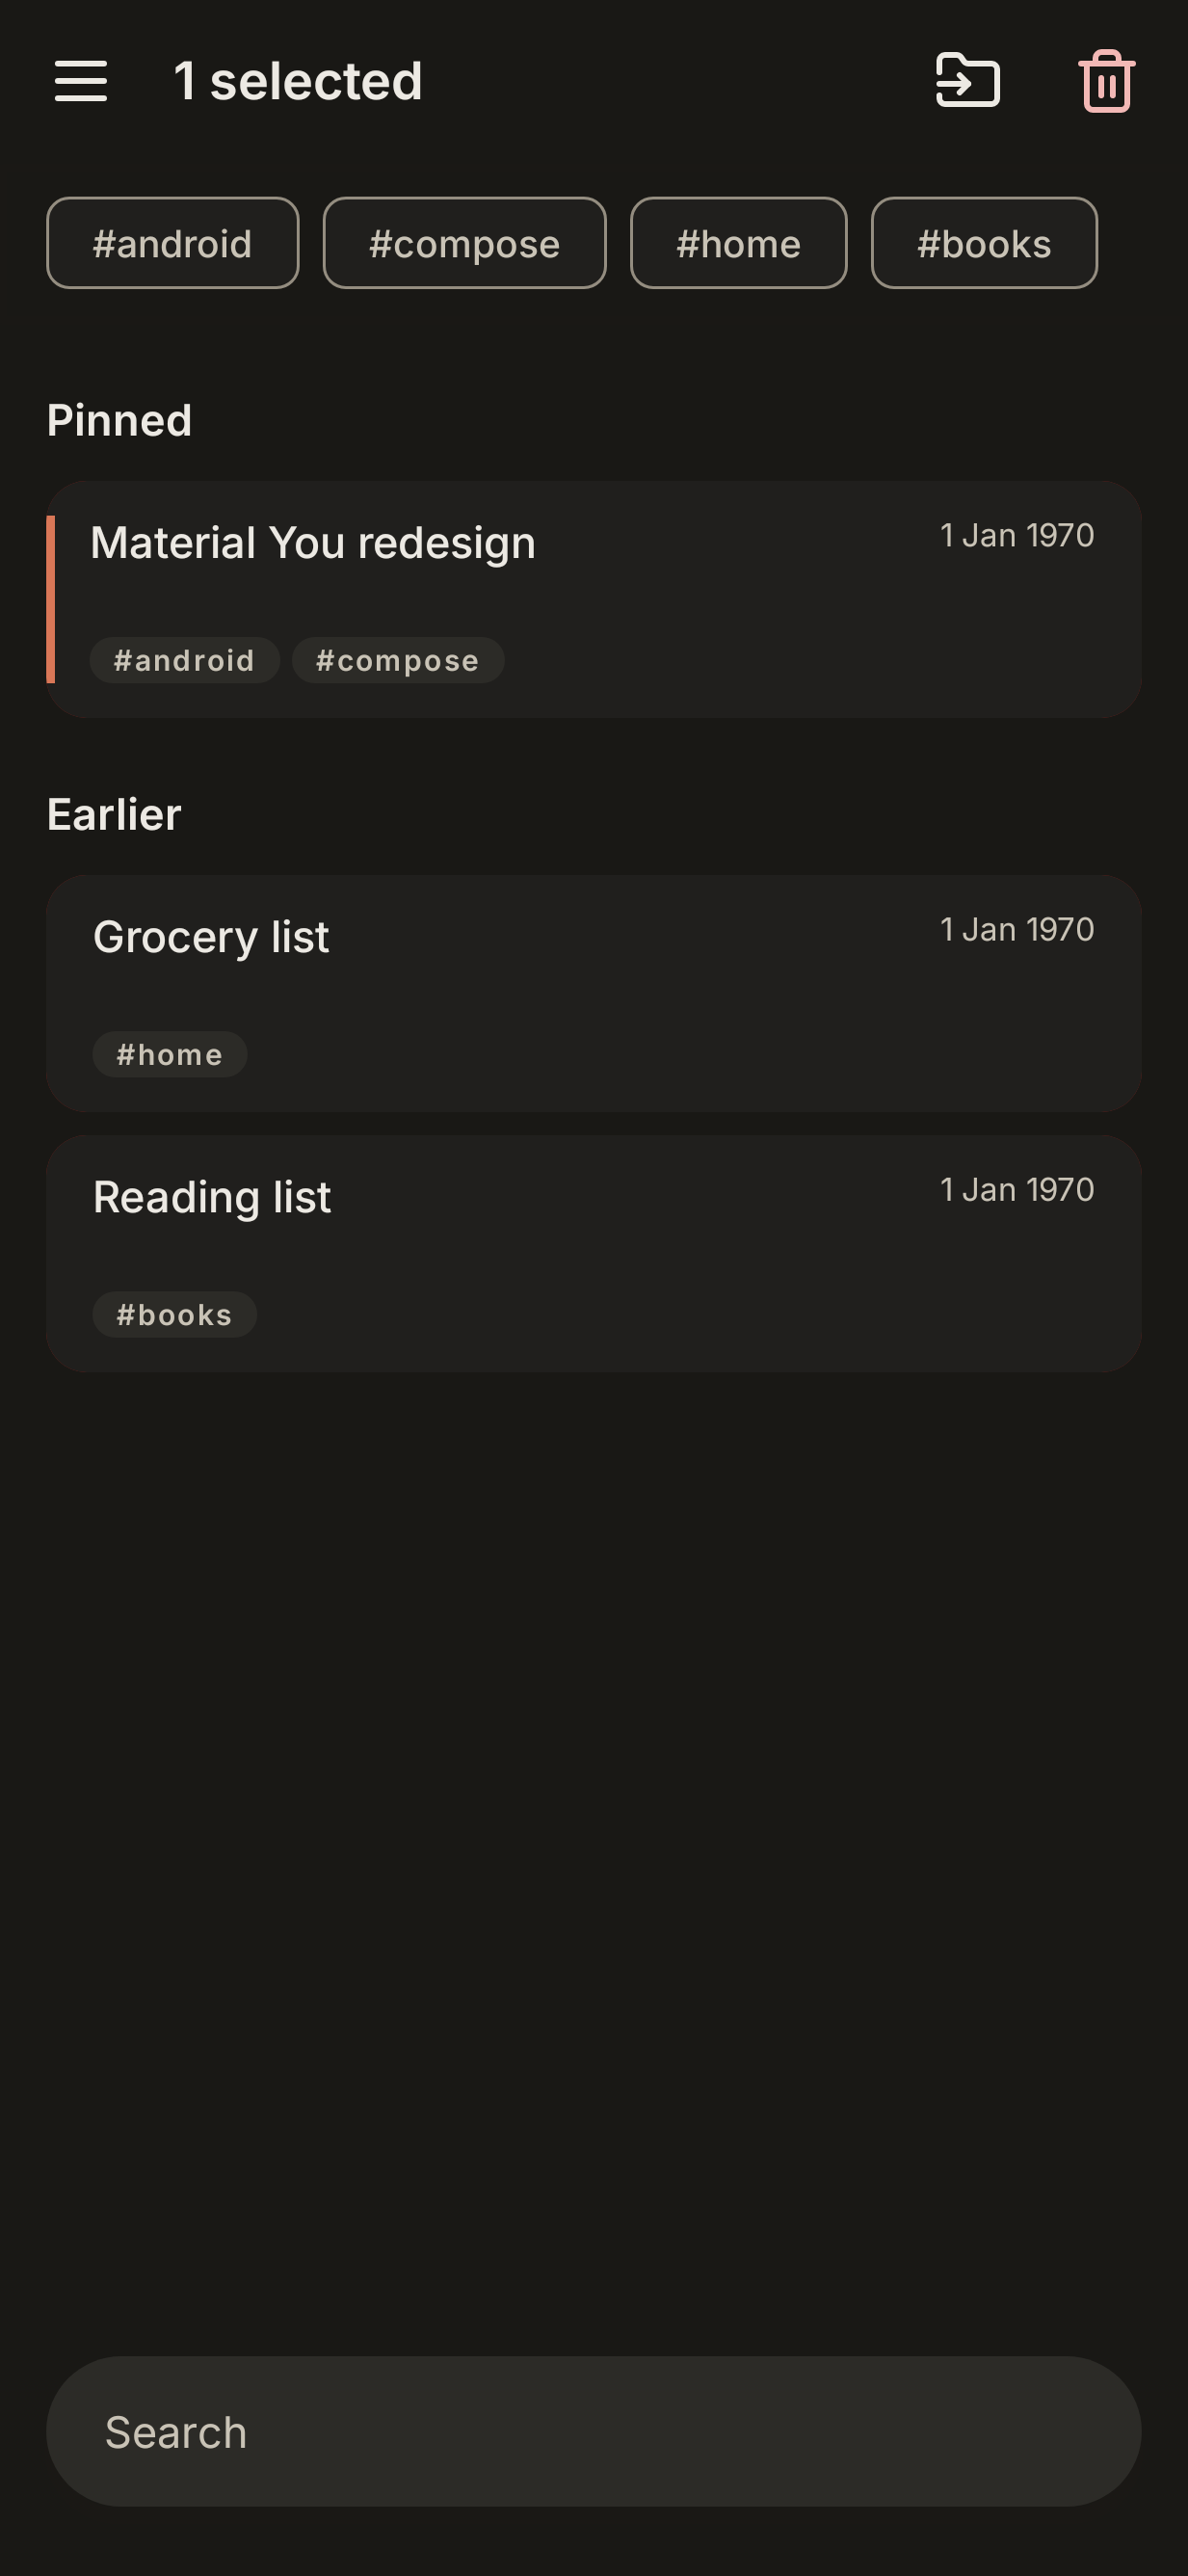 1 selected
#android #compose #home #books
Pinned
Material You redesign 1 Jan 1970
#android #compose
Earlier
Grocery list 1 Jan 1970
#home
Reading list 1 Jan 1970
#books
Search